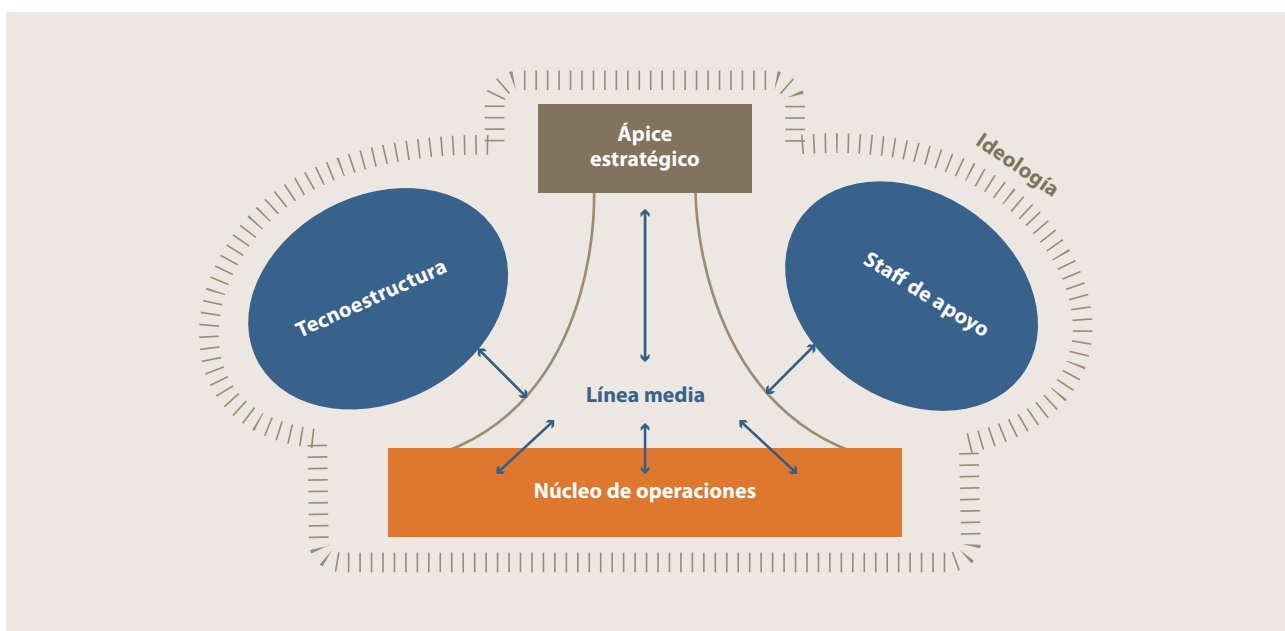 Ápice
estratégico
Ideología
Tecnoestructura
Staff de apoyo
Línea media
Núcleo de operaciones